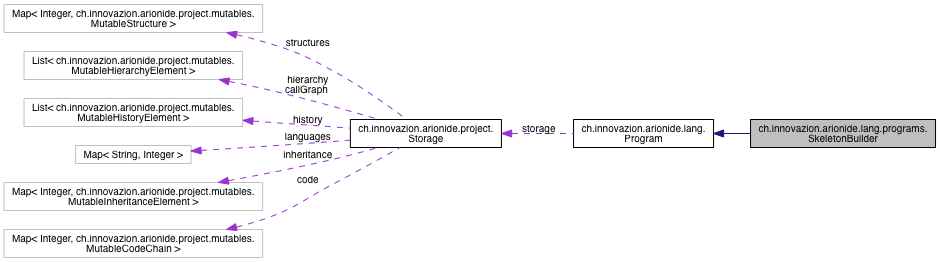 Map< Integer, ch.innovazion.arionide.project.mutables.
MutableStructure >
List< ch.innovazion.arionide.project.mutables.
MutableHierarchyElement >
List< ch.innovazion.arionide.project.mutables.
MutableHistoryElement >
Map< String, Integer >
Map< Integer, ch.innovazion.arionide.project.mutables.
MutableInheritanceElement >
Map< Integer, ch.innovazion.arionide.project.mutables.
MutableCodeChain >
structures
hierarchy
callGraph
history
languages
inheritance
code
ch.innovazion.arionide.project.
Storage
storage
ch.innovazion.arionide.lang.
Program
ch.innovazion.arionide.lang.programs.
SkeletonBuilder